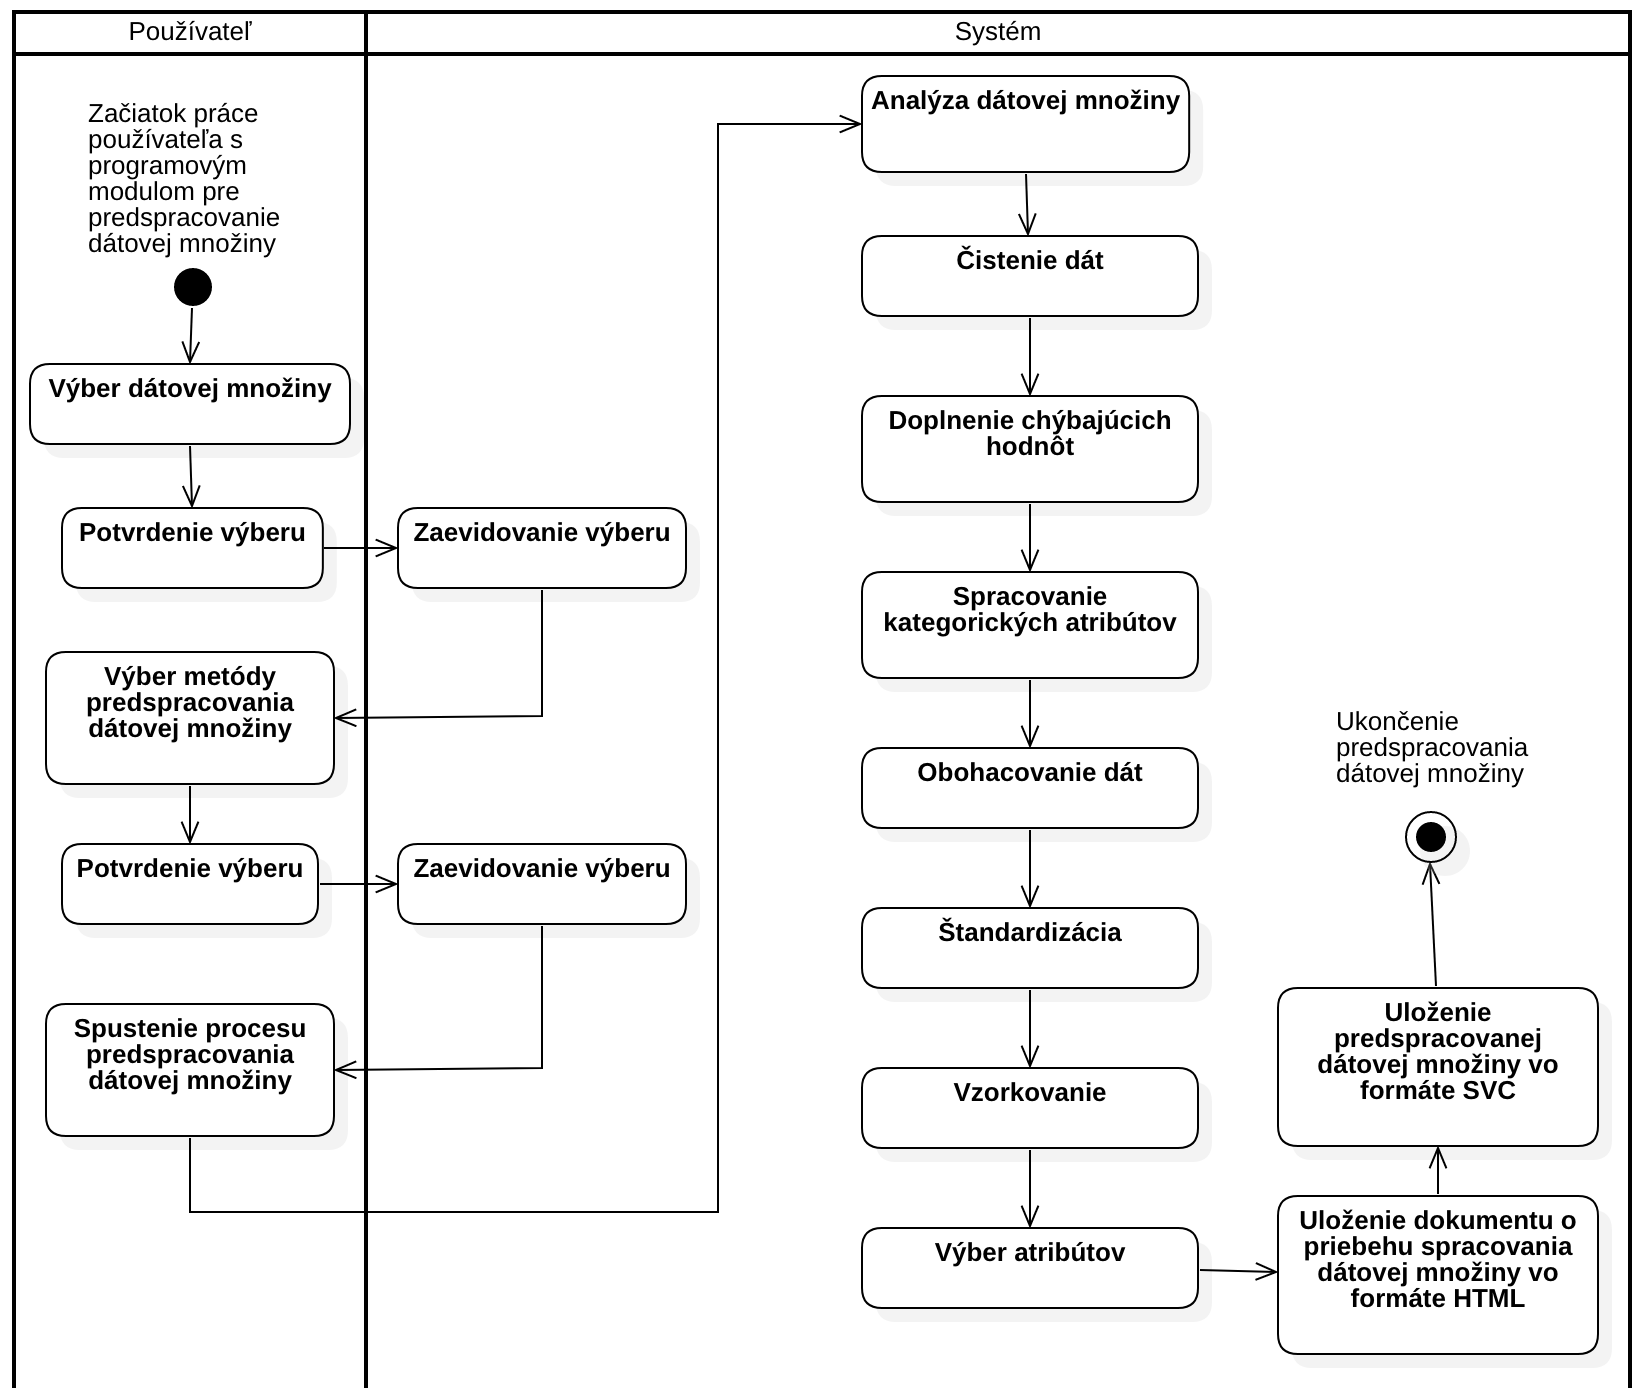 Používateľ
Systém
Začiatok práce
používateľa s
programovým
modulom pre
predspracovanie
dátovej množiny
Výber dátovej množiny
Potvrdenie výberu
Zaevidovanie výberu
Výber metódy
predspracovania
dátovej množiny
Potvrdenie výberu
Zaevidovanie výberu
Spustenie procesu
predspracovania
dátovej množiny
Analýza dátovej množiny
Čistenie dát
Doplnenie chýbajúcich
hodnôt
Spracovanie
kategorických atribútov
Obohacovanie dát
Štandardizácia
Vzorkovanie
Výber atribútov
Uloženie dokumentu o
priebehu spracovania
dátovej množiny vo
formáte HTML
Uloženie
predspracovanej
dátovej množiny vo
formáte SVC
Ukončenie
predspracovania
dátovej množiny